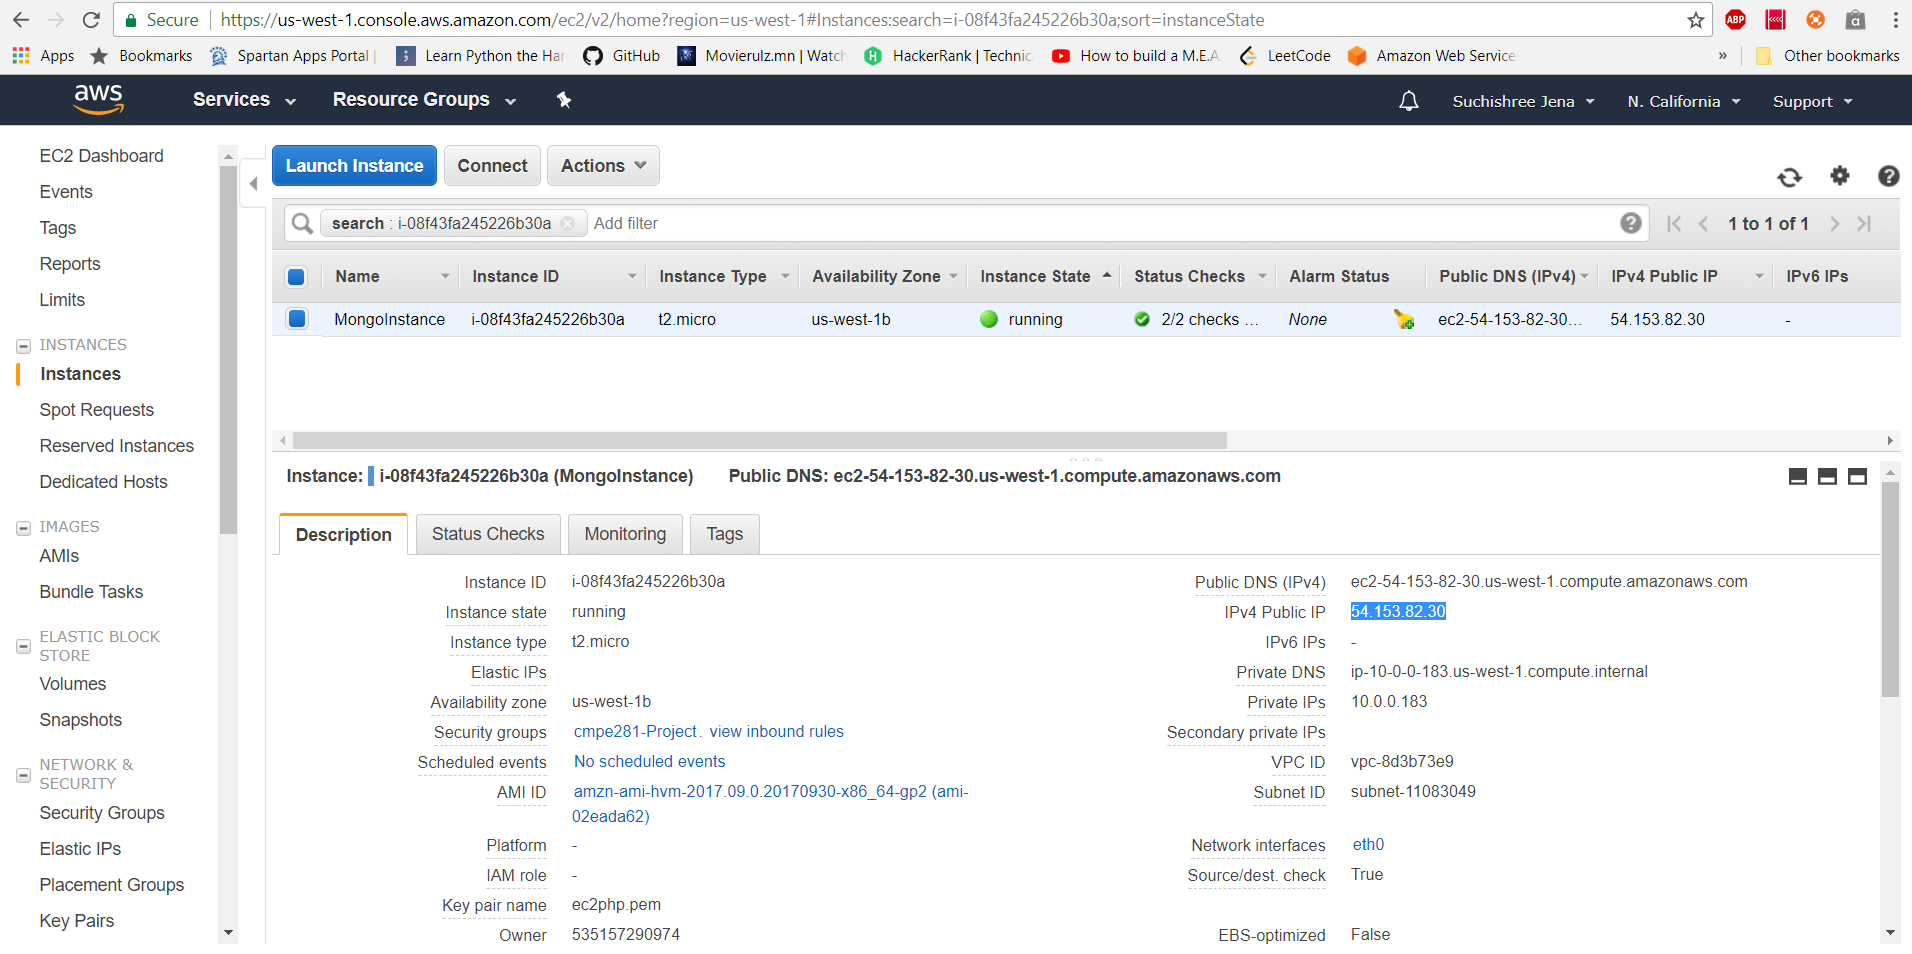 Secure https://us-west-1.console.aws.amazon.com/ec2/v2/home?region=us-west-1#Instances:search=i-08f43fa245226b30a;sort=instanceState ABP
Apps Bookmarks Spartan Apps Portal Learn Python the Har GitHub Movierulz.mn | Watch HackerRank | Technic How to build a M.E.A. LeetCode Amazon Web Service » Other bookmarks
aws Services Resource Groups Suchishree Jena N. California Support
EC2 Dashboard
Events
Tags
Reports
Limits
INSTANCES
Instances
Spot Requests
Reserved Instances
Dedicated Hosts
IMAGES
AMIs
Bundle Tasks
ELASTIC BLOCK
STORE
Volumes
Snapshots
NETWORK &
SECURITY
Security Groups
Elastic IPs
Placement Groups
Key Pairs
Launch Instance Connect Actions
search : i-08f43fa245226b30a Add filter 1 to 1 of 1
Name Instance ID Instance Type Availability Zone Instance State Status Checks Alarm Status Public DNS (IPv4) IPv4 Public IP IPv6 IPs
MongoInstance i-08f43fa245226b30a t2.micro us-west-1b running 2/2 checks ... None ec2-54-153-82-30... 54.153.82.30 -
Instance: i-08f43fa245226b30a (MongoInstance) Public DNS: ec2-54-153-82-30.us-west-1.compute.amazonaws.com
Description Status Checks Monitoring Tags
Instance ID i-08f43fa245226b30a
Instance state running
Instance type t2.micro
Elastic IPs
Availability zone us-west-1b
Security groups cmpe281-Project. view inbound rules
Scheduled events No scheduled events
AMI ID amzn-ami-hvm-2017.09.0.20170930-x86_64-gp2 (ami-
02eada62)
Platform -
IAM role -
Key pair name ec2php.pem
Owner 535157290974
Public DNS (IPv4) ec2-54-153-82-30.us-west-1.compute.amazonaws.com
IPv4 Public IP 54.153.82.30
IPv6 IPs -
Private DNS ip-10-0-0-183.us-west-1.compute.internal
Private IPs 10.0.0.183
Secondary private IPs
VPC ID vpc-8d3b73e9
Subnet ID subnet-11083049
Network interfaces eth0
Source/dest. check True
EBS-optimized False